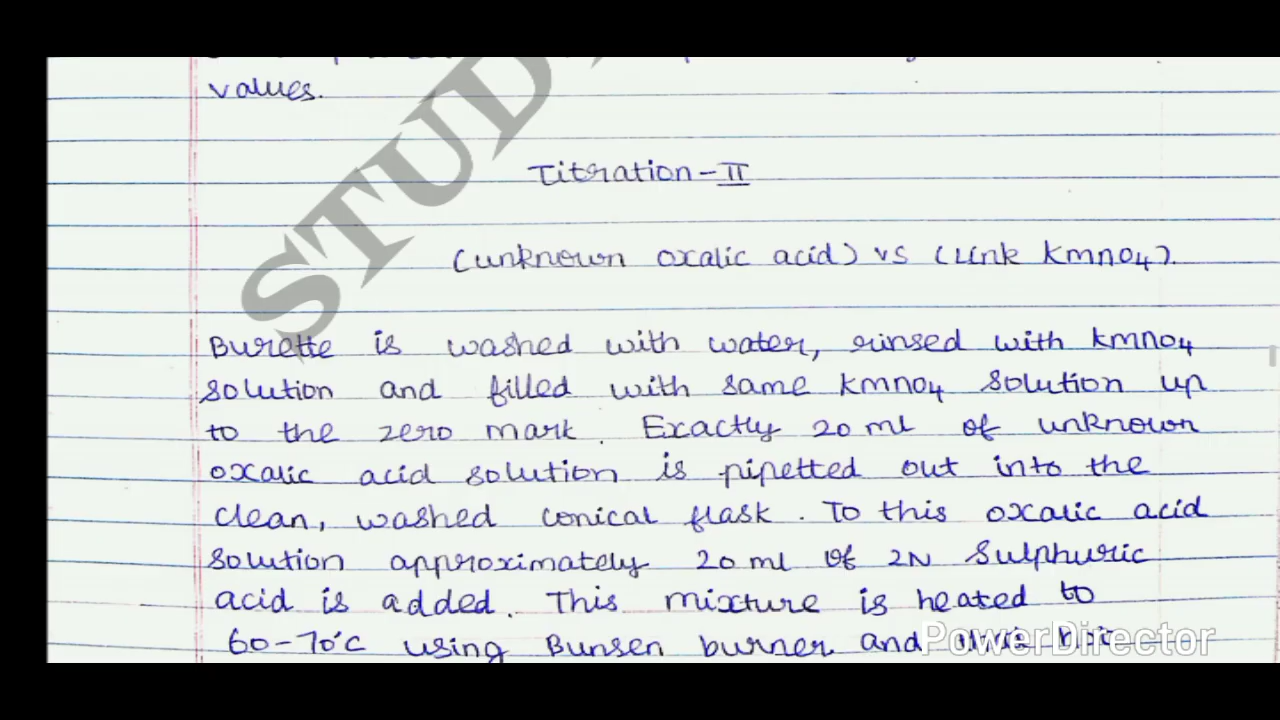 values.
Titration - II
(unknown oxalic acid) vs (Link KmnO4).
Burette is washed with water, rinsed with KmnO4
solution and filled with same KmnO4 solution up
to the zero mark. Exactly 20 ml of unknown
oxalic acid solution is pipetted out into the
clean, washed conical flask. To this oxalic acid
solution approximately 20 ml of 2N Sulphuric
acid is added. This mixture is heated to
60-70°C using Bunsen burner and this hot
STUD
PowerDirector